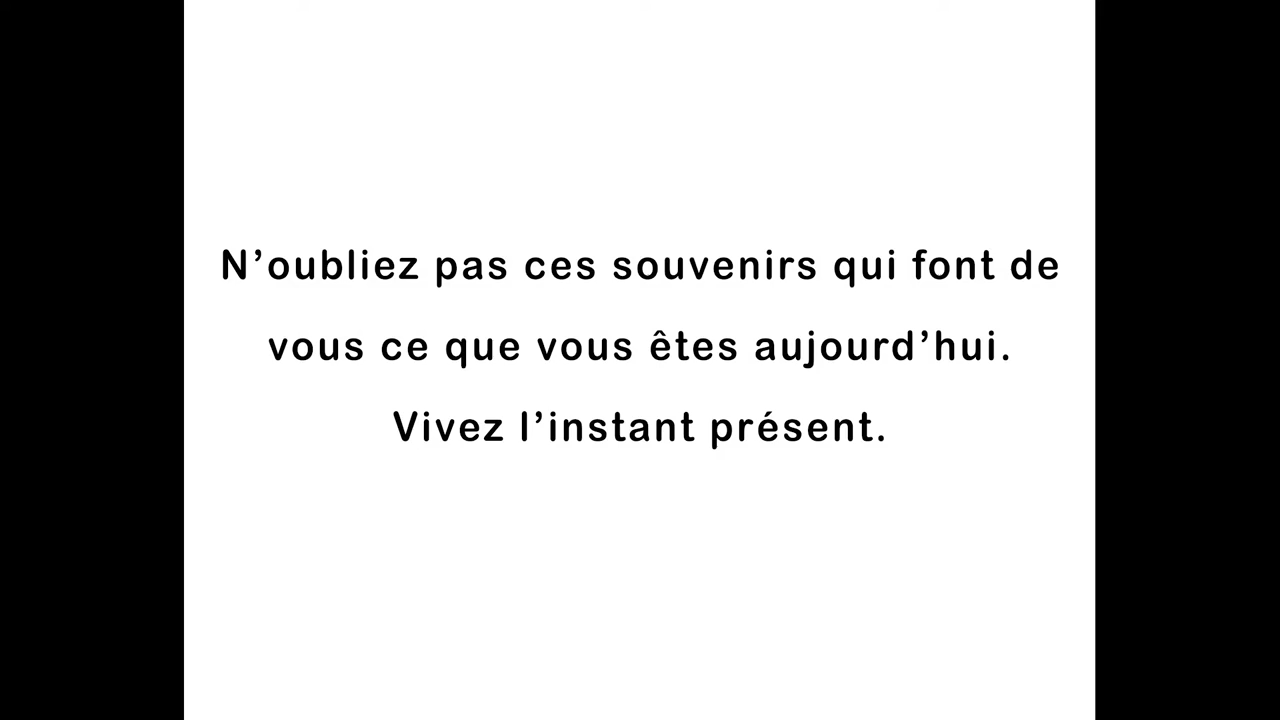 N’oubliez pas ces souvenirs qui font de
vous ce que vous êtes aujourd’hui.
Vivez l’instant présent.